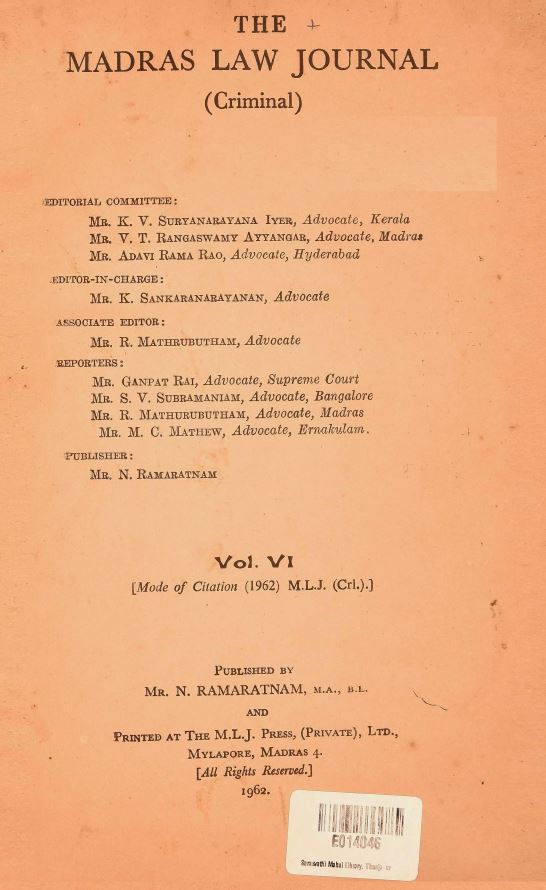 THE
MADRAS LAW JOURNAL
(Criminal)
EDITORIAL COMMITTEE:
MR. K. V. SURYANARAYANA IYER, Advocate, Kerala
MR. V. T. RANGASWAMY AYYANGAR, Advocate, Madras
MR. ADAVI RAMA RAO, Advocate, Hyderabad
EDITOR-IN-CHARGE:
MR. K. SANKARANARAYANAN, Advocate
ASSOCIATE EDITOR:
MR. R. MATHRUBUTHAM, Advocate
REPORTERS:
MR. GANPAT RAI, Advocate, Supreme Court
MR. S. V. SUBRAMANIAM, Advocate, Bangalore
MR. R. MATHURUBUTHAM, Advocate, Madras
MR. M. C. MATHEW, Advocate, Ernakulam.
PUBLISHER:
MR. N. RAMARATNAM
Vol. VI
[Mode of Citation (1962) M.L.J. (Crl.).]
PUBLISHED BY
MR. N. RAMARATNAM, M.A., B.L.
AND
PRINTED AT THE M.L.J. PRESS, (PRIVATE), LTD.,
MYLAPORE, MADRAS 4.
[All Rights Reserved.]
1962.
E014046
Saraswathi Mahal Library,